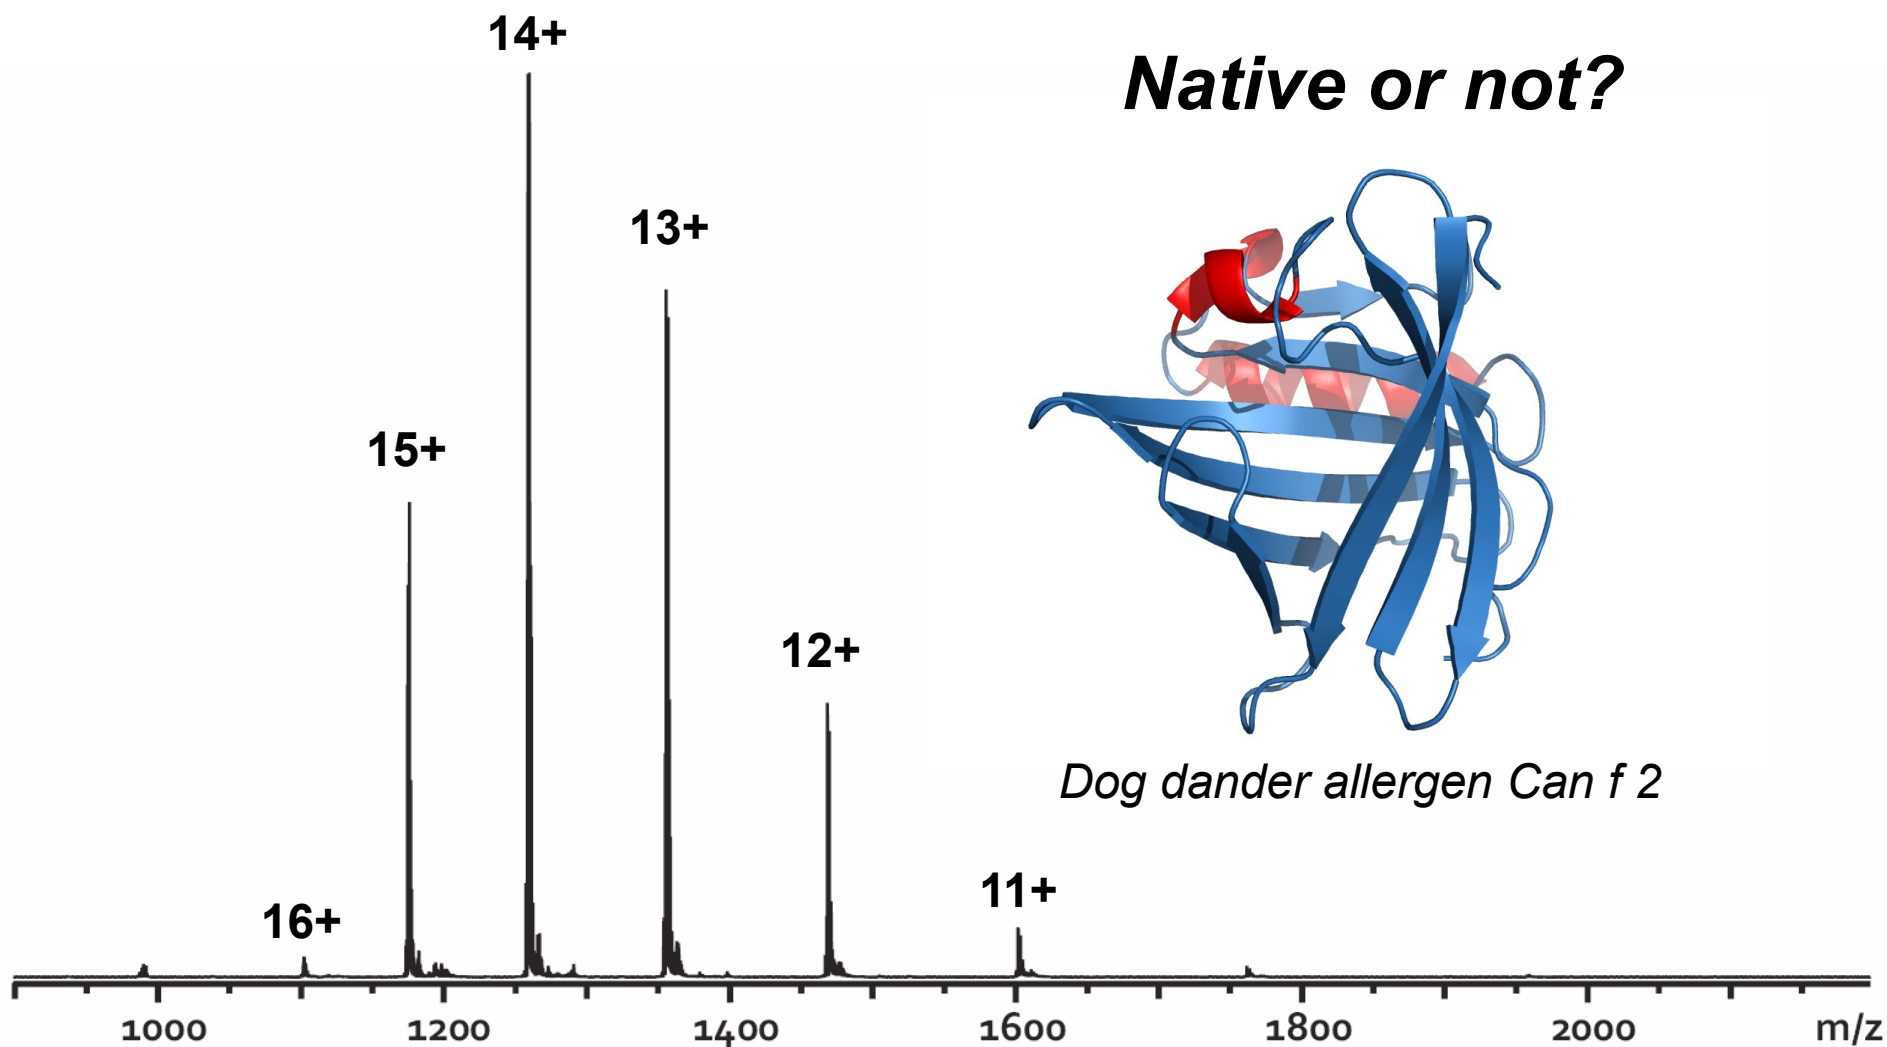 14+
Native or not?
13+
15+
12+
Dog dander allergen Can f 2
11+
16+
1000 1200 1400 1600 1800 2000 m/z